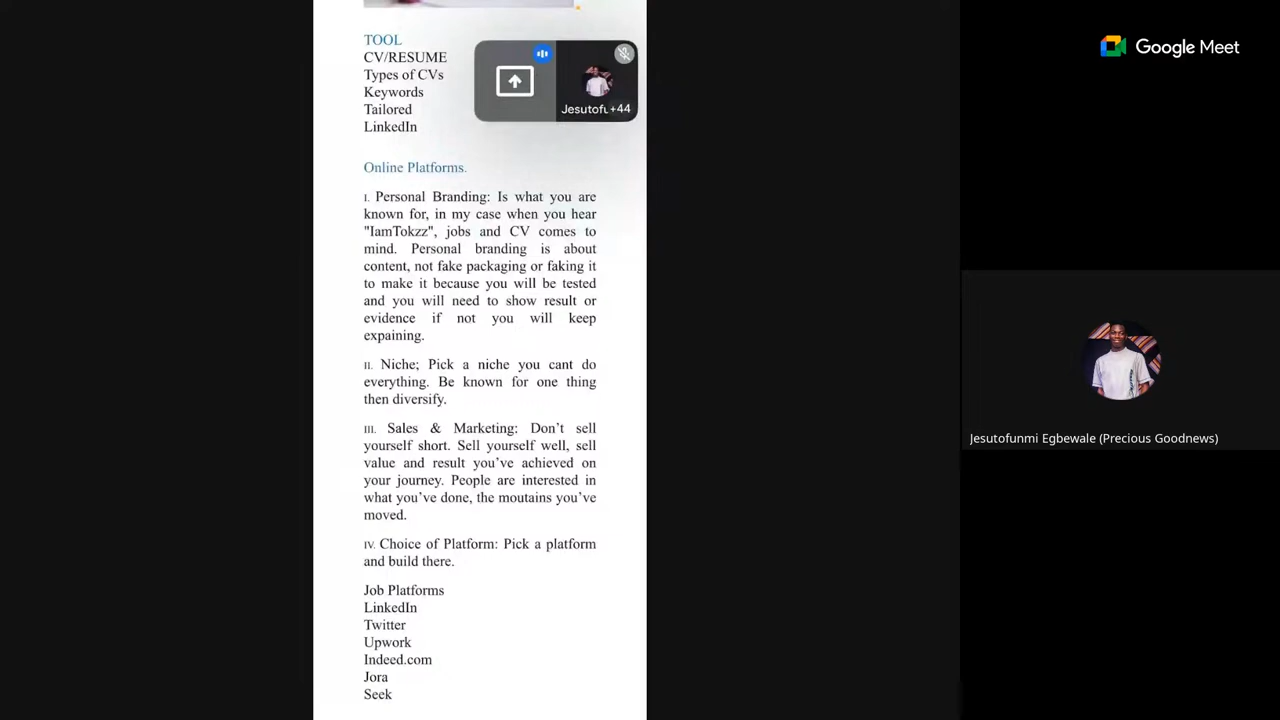 TOOL
CV/RESUME
Types of CVs
Keywords
Tailored
LinkedIn
Jesutofu +44
Online Platforms.
I. Personal Branding: Is what you are
known for, in my case when you hear
"IamTokzz", jobs and CV comes to
mind. Personal branding is about
content, not fake packaging or faking it
to make it because you will be tested
and you will need to show result or
evidence if not you will keep
expaining.
II. Niche; Pick a niche you cant do
everything. Be known for one thing
then diversify.
III. Sales & Marketing: Don’t sell
yourself short. Sell yourself well, sell
value and result you’ve achieved on
your journey. People are interested in
what you’ve done, the moutains you’ve
moved.
IV. Choice of Platform: Pick a platform
and build there.
Job Platforms
LinkedIn
Twitter
Upwork
Indeed.com
Jora
Seek
Google Meet
Jesutofunmi Egbewale (Precious Goodnews)